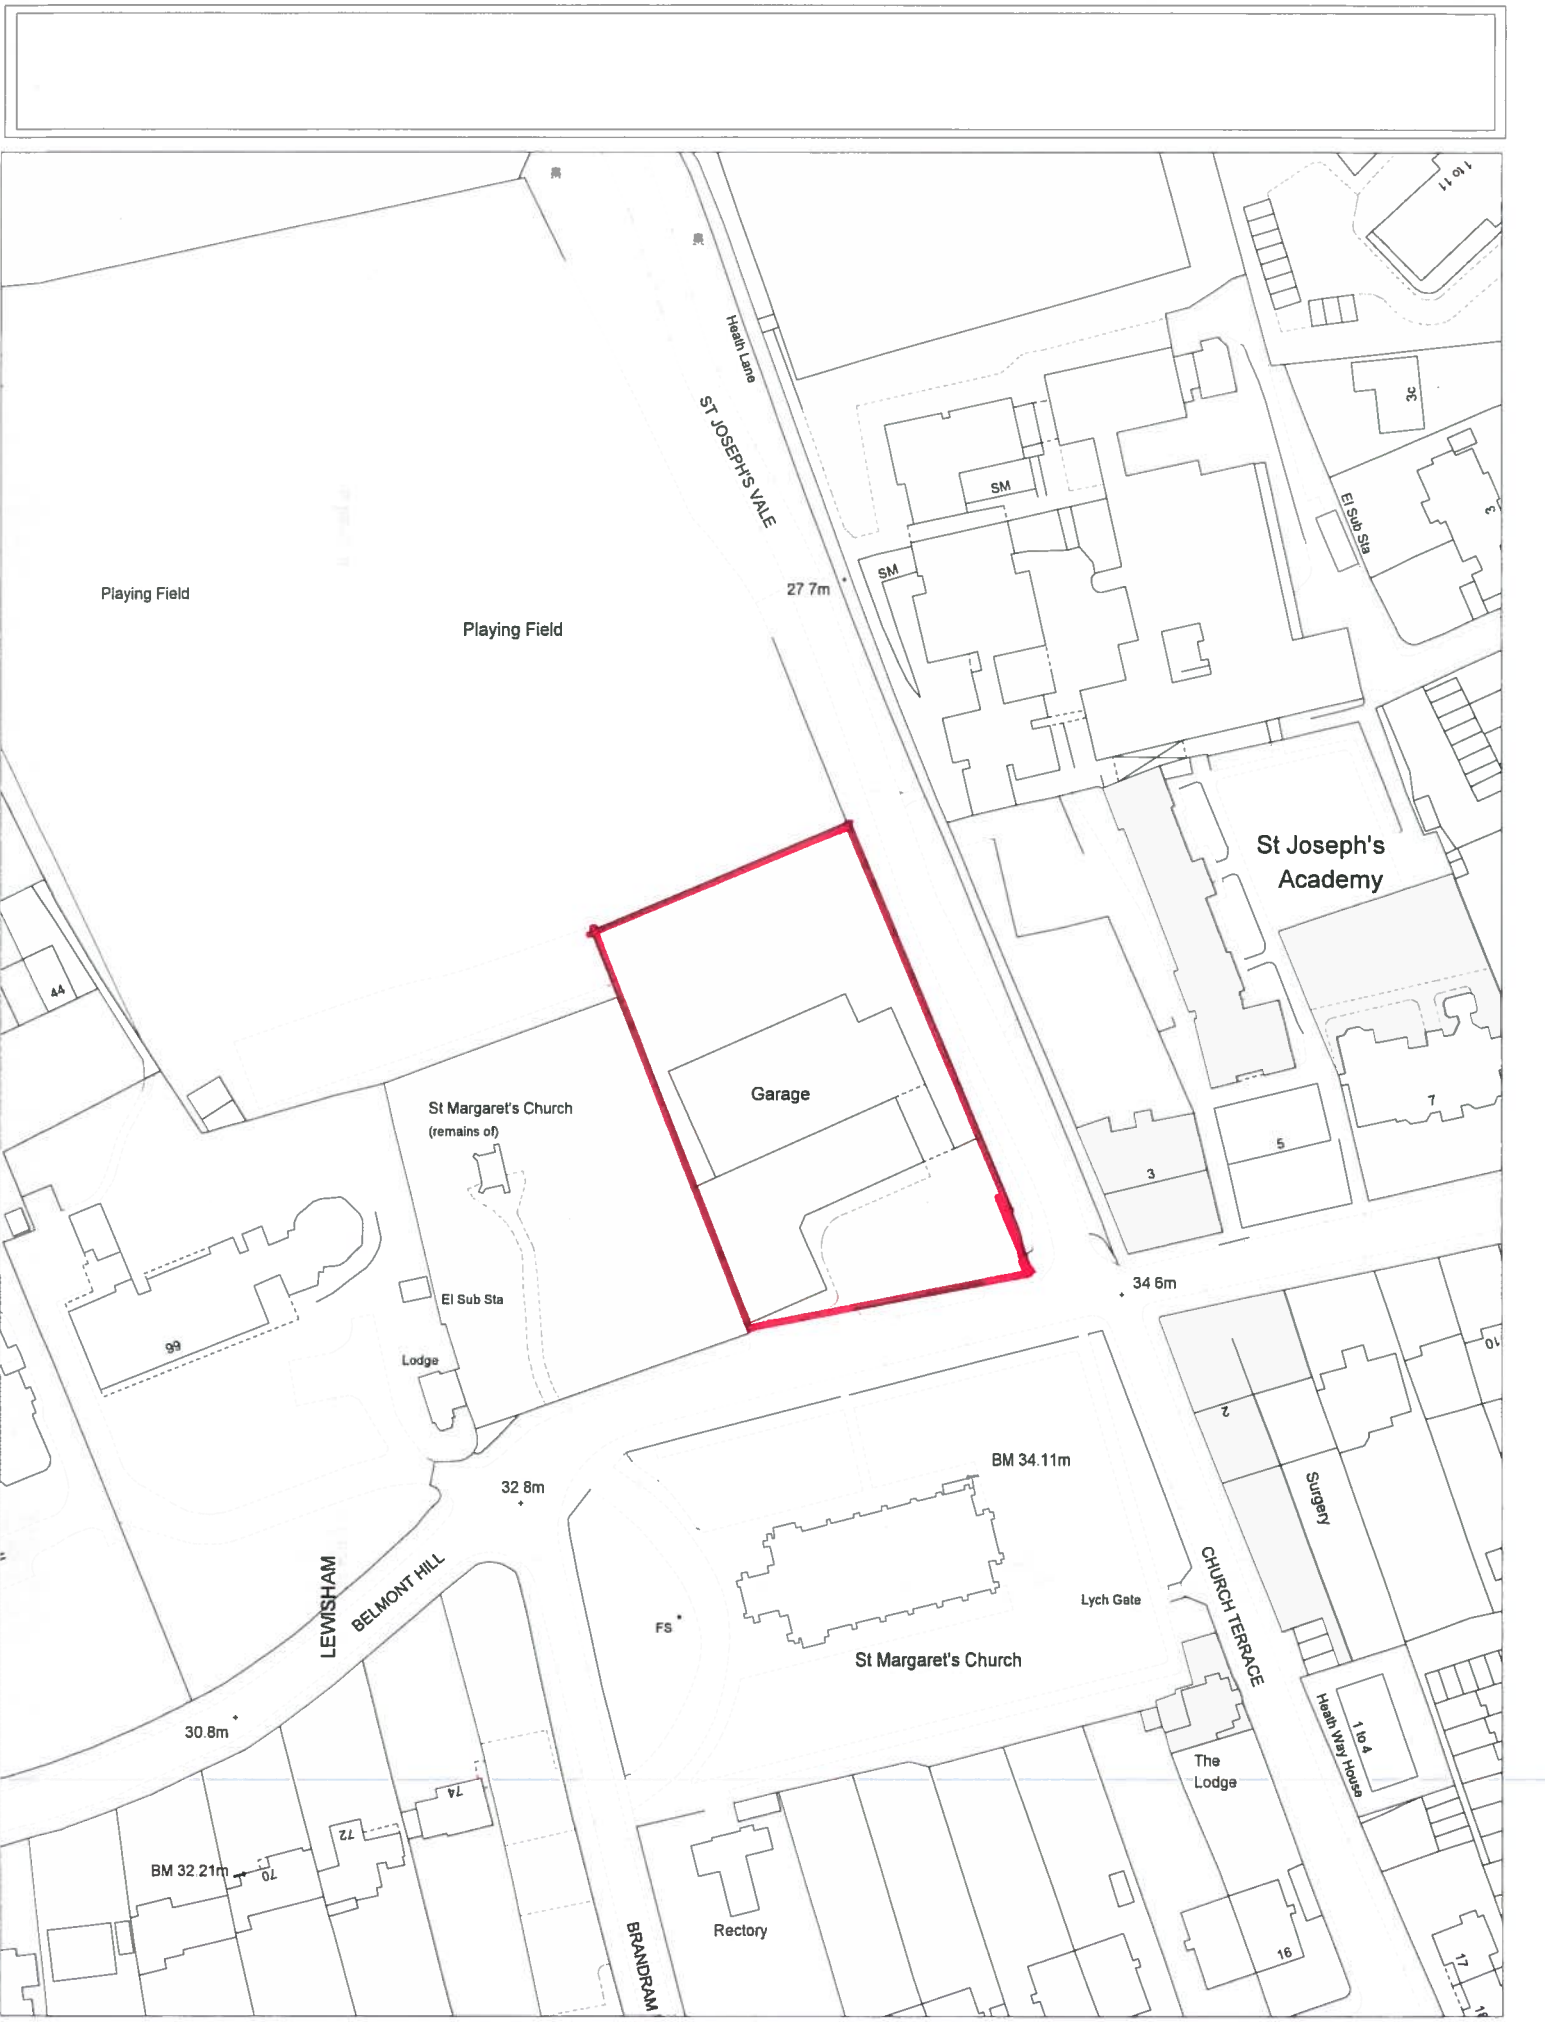 1 to 11
Heath Lane
ST JOSEPH'S VALE
3c
SM
El Sub Sta
3
SM
27 7m
Playing Field
Playing Field
St Joseph's
Academy
44
Garage
St Margaret's Church
(remains of)
7
5
3
34 6m
El Sub Sta
99
Lodge
10
2
BM 34.11m
Surgery
32 8m
LEWISHAM
BELMONT HILL
CHURCH TERRACE
Lych Gate
FS
St Margaret's Church
30.8m
Heath Way House
1 to 4
The
Lodge
74
72
BM 32.21m
70
Rectory
BRANDRAM
16
17
18